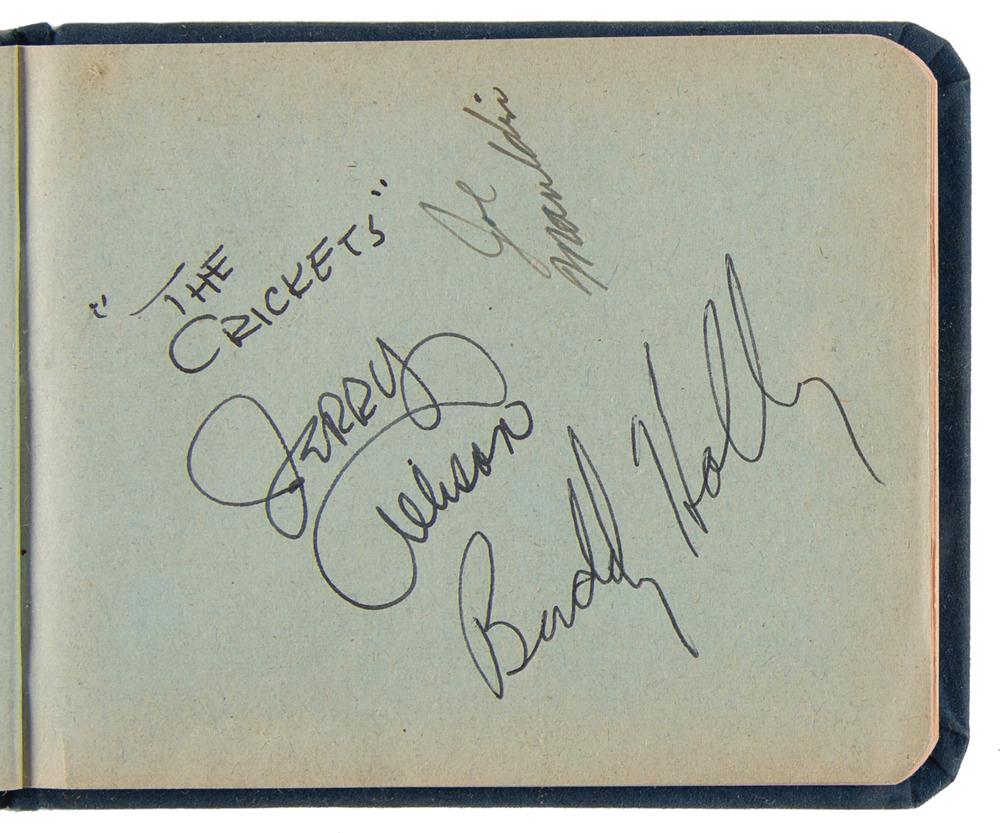 "THE
CRICKETS"
Joe
Mauldin
Jerry
Allison
Buddy Holly